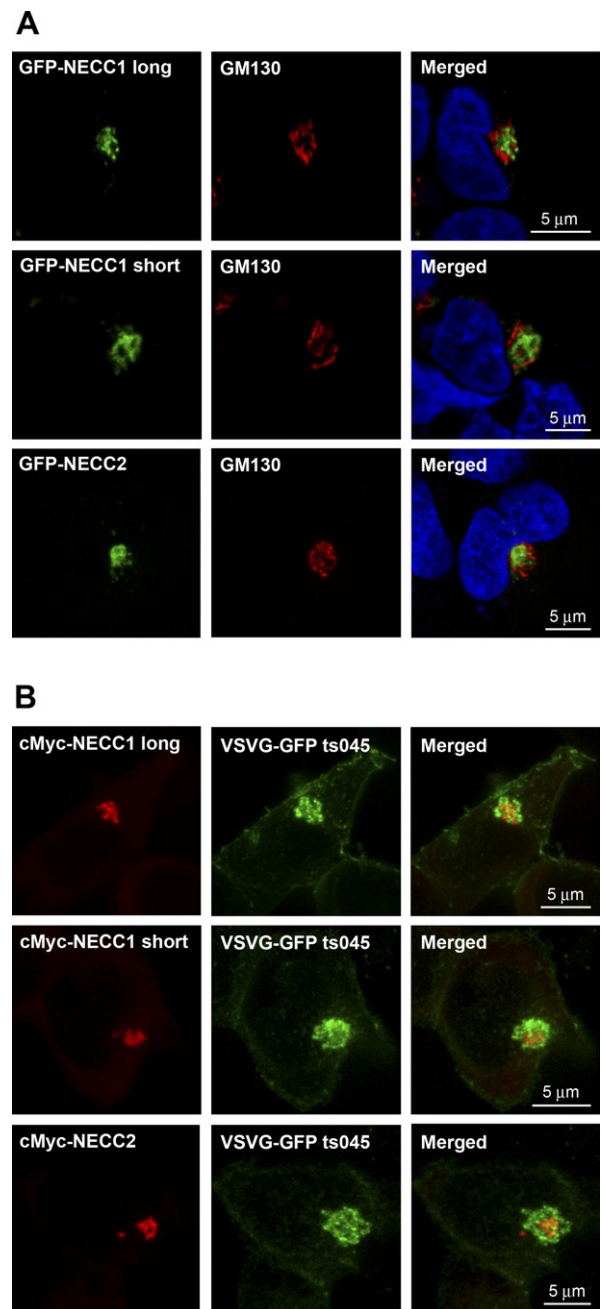 A
GFP-NECC1 long
GM130
Merged
5 µm
GFP-NECC1 short
GM130
Merged
5 µm
GFP-NECC2
GM130
Merged
5 µm
B
cMyc-NECC1 long
VSVG-GFP ts045
Merged
5 µm
cMyc-NECC1 short
VSVG-GFP ts045
Merged
5 µm
cMyc-NECC2
VSVG-GFP ts045
Merged
5 µm